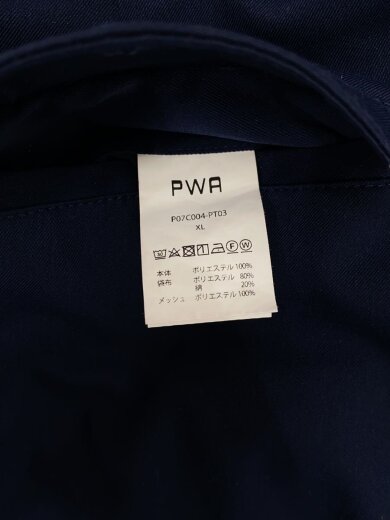 PWA
P07C004-PT03
XL
本体 ポリエステル 100%
袋布 ポリエステル 80%
綿 20%
メッシュ ポリエステル 100%